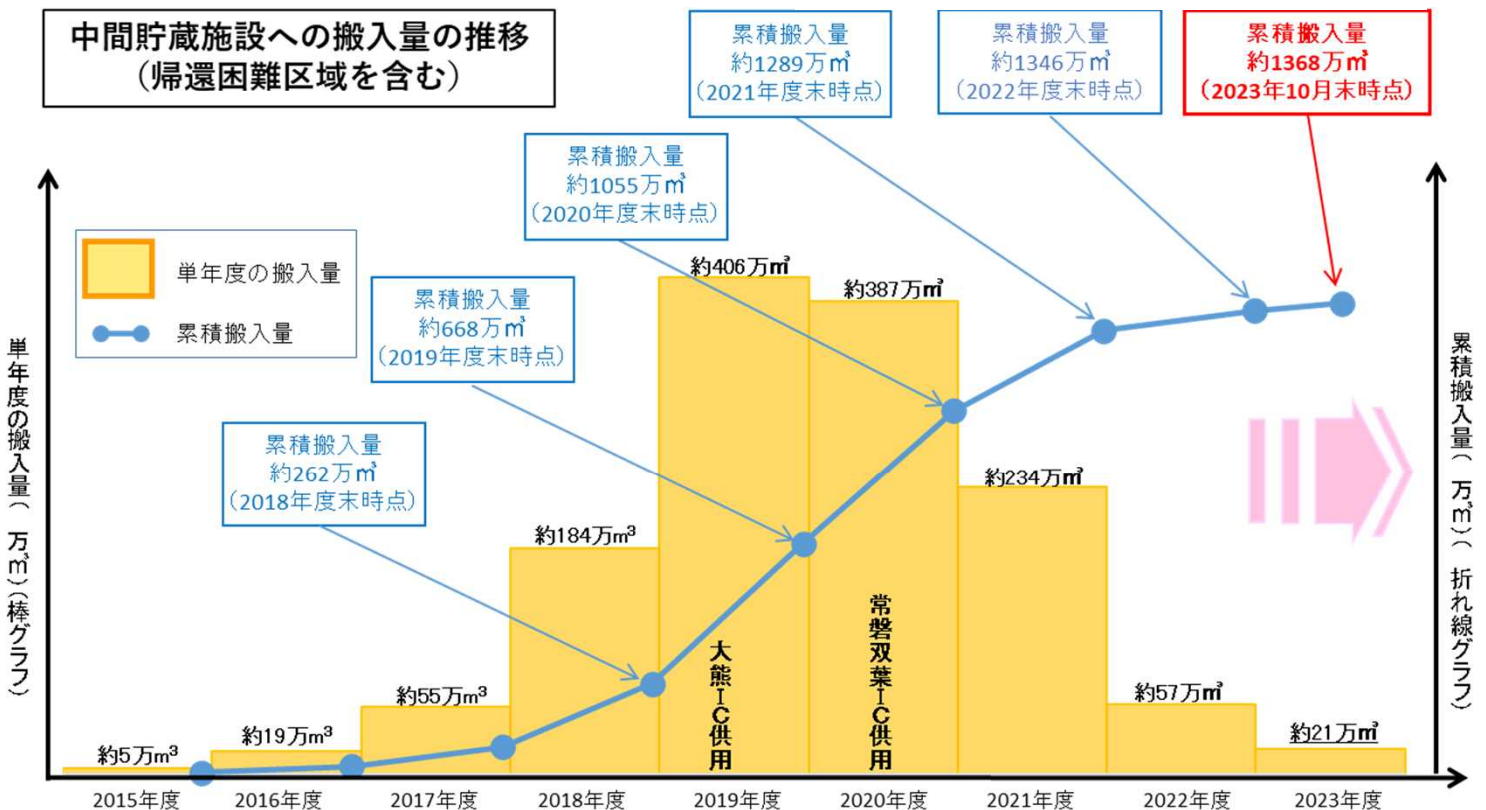 中間貯蔵施設への搬入量の推移
(帰還困難区域を含む)
累積搬入量
約1289万㎥
(2021年度末時点)
累積搬入量
約1346万㎥
(2022年度末時点)
累積搬入量
約1368万㎥
(2023年10月末時点)
累積搬入量
約1055万㎥
(2020年度末時点)
単年度の搬入量
累積搬入量
累積搬入量
約668万㎥
(2019年度末時点)
累積搬入量
約262万㎥
(2018年度末時点)
単年度の搬入量(万㎥)(棒グラフ)
累積搬入量(万㎥)(折れ線グラフ)
約5万m³
約19万m³
約55万m³
約184万m³
約406万㎥
約387万㎥
約234万㎥
約57万㎥
約21万㎥
大熊IC供用
常磐双葉IC供用
2015年度
2016年度
2017年度
2018年度
2019年度
2020年度
2021年度
2022年度
2023年度